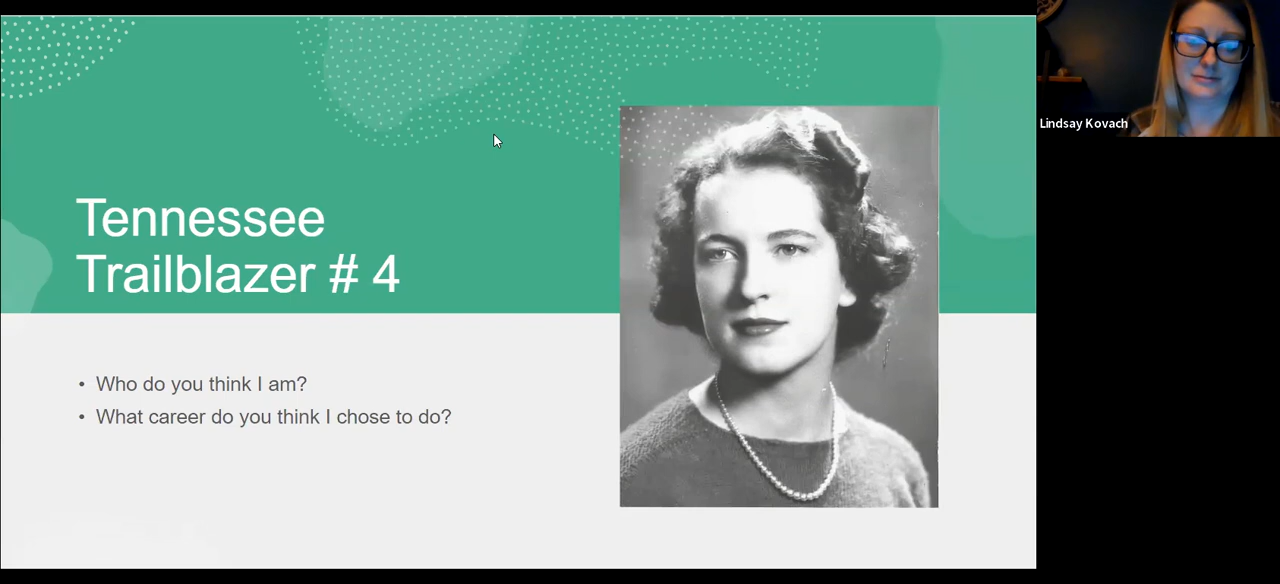 Tennessee
Trailblazer # 4
• Who do you think I am?
• What career do you think I chose to do?
Lindsay Kovach